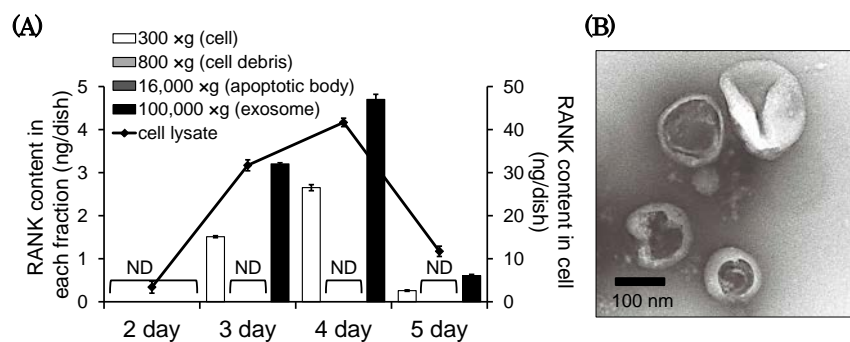 (A)
300 ×g (cell)
800 ×g (cell debris)
16,000 ×g (apoptotic body)
100,000 ×g (exosome)
cell lysate
RANK content in
each fraction (ng/dish)
5
4
3
2
1
0
ND
ND
ND
ND
2 day
3 day
4 day
5 day
50
40
30
20
10
0
RANK content in cell
(ng/dish)
(B)
100 nm